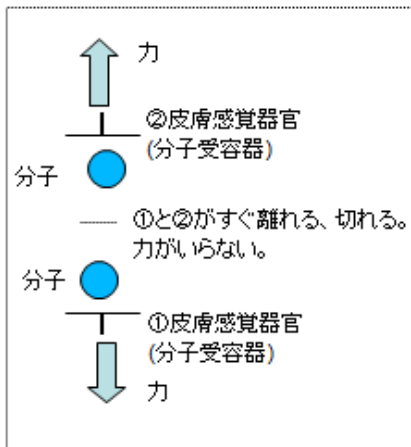 力
②皮膚感覚器官
(分子受容器)
分子
①と②がすぐ離れる、切れる。
力がいらない。
分子
①皮膚感覚器官
(分子受容器)
力